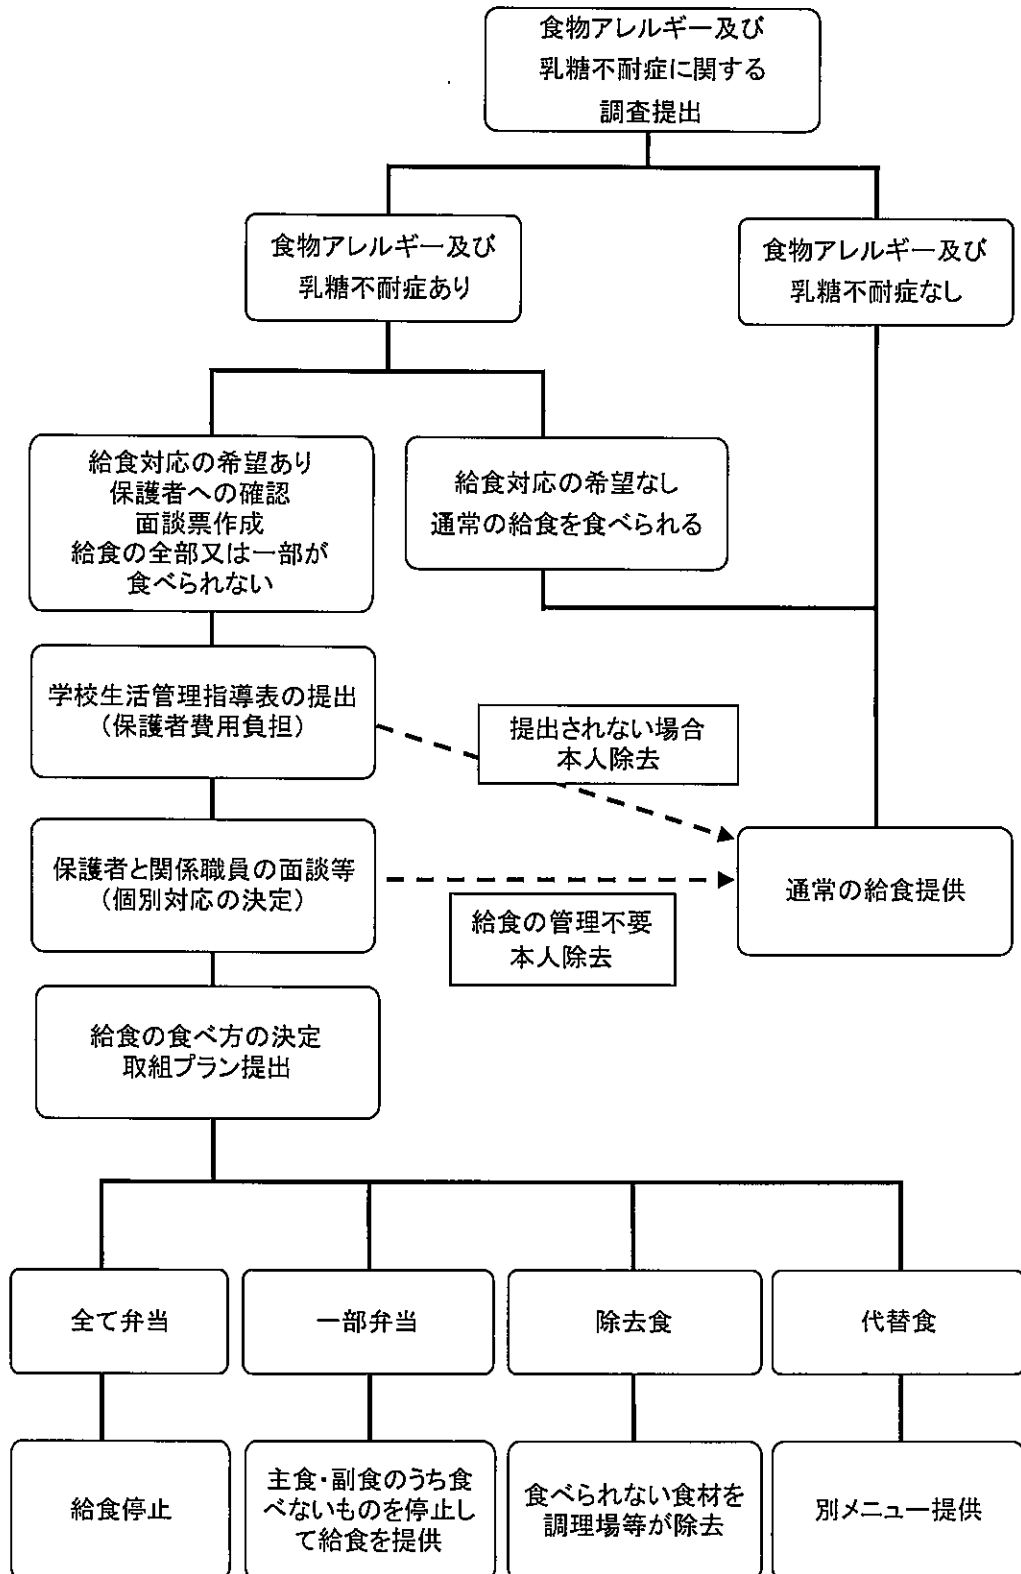 食物アレルギー及び
乳糖不耐症に関する
調査提出
食物アレルギー及び
乳糖不耐症あり
食物アレルギー及び
乳糖不耐症なし
給食対応の希望あり
保護者への確認
面談票作成
給食の全部又は一部が
食べられない
給食対応の希望なし
通常の給食を食べられる
学校生活管理指導表の提出
（保護者費用負担）
提出されない場合
本人除去
保護者と関係職員の面談等
（個別対応の決定）
給食の管理不要
本人除去
通常の給食提供
給食の食べ方の決定
取組プラン提出
全て弁当
一部弁当
除去食
代替食
給食停止
主食・副食のうち食
べないものを停止し
て給食を提供
食べられない食材を
調理場等が除去
別メニュー提供